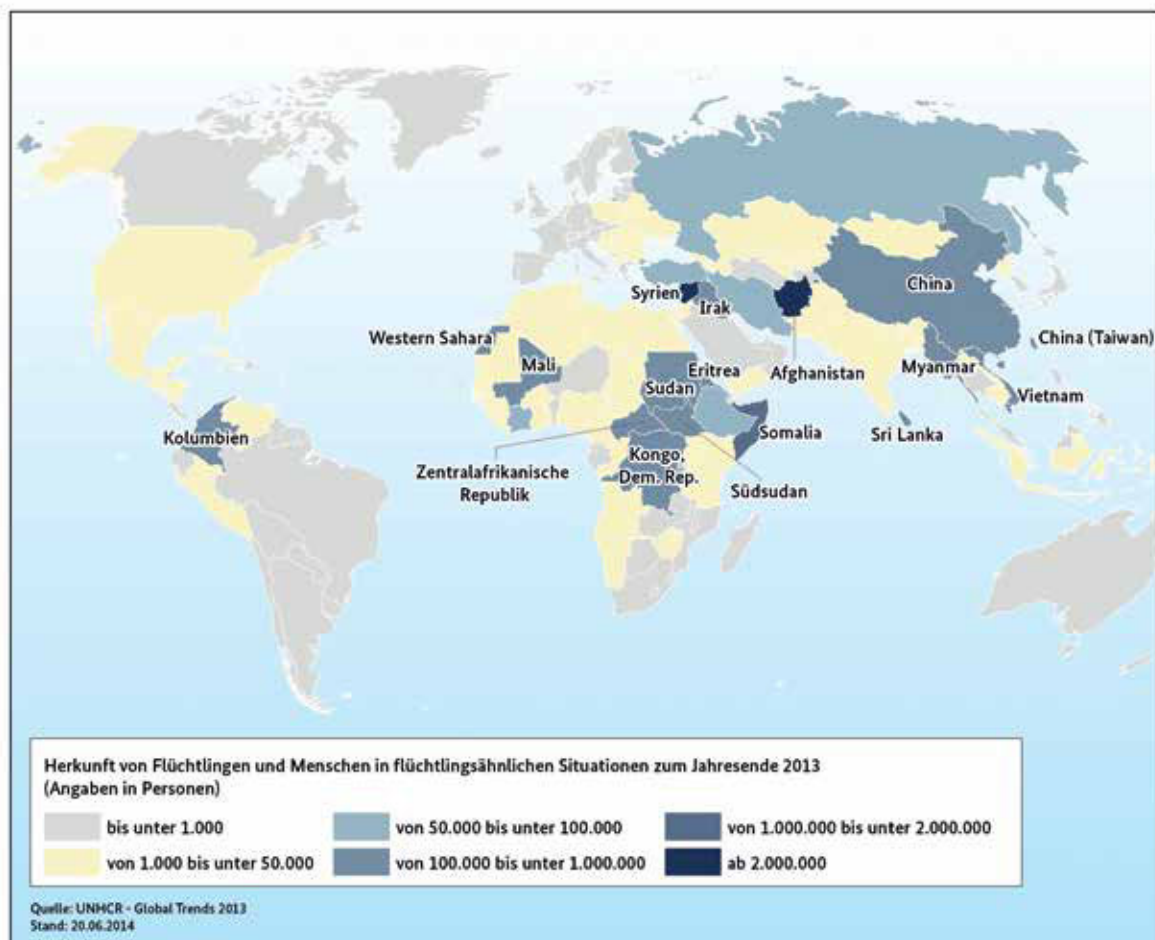 China
Syrien
Irak
Western Sahara
China (Taiwan)
Mali
Eritrea
Afghanistan
Myanmar
Sudan
Vietnam
Kolumbien
Somalia
Sri Lanka
Kongo,
Dem. Rep.
Zentralafrikanische
Republik
Südsudan
Herkunft von Flüchtlingen und Menschen in flüchtlingsähnlichen Situationen zum Jahresende 2013
(Angaben in Personen)
bis unter 1.000
von 50.000 bis unter 100.000
von 1.000.000 bis unter 2.000.000
von 1.000 bis unter 50.000
von 100.000 bis unter 1.000.000
ab 2.000.000
Quelle: UNHCR - Global Trends 2013
Stand: 20.06.2014